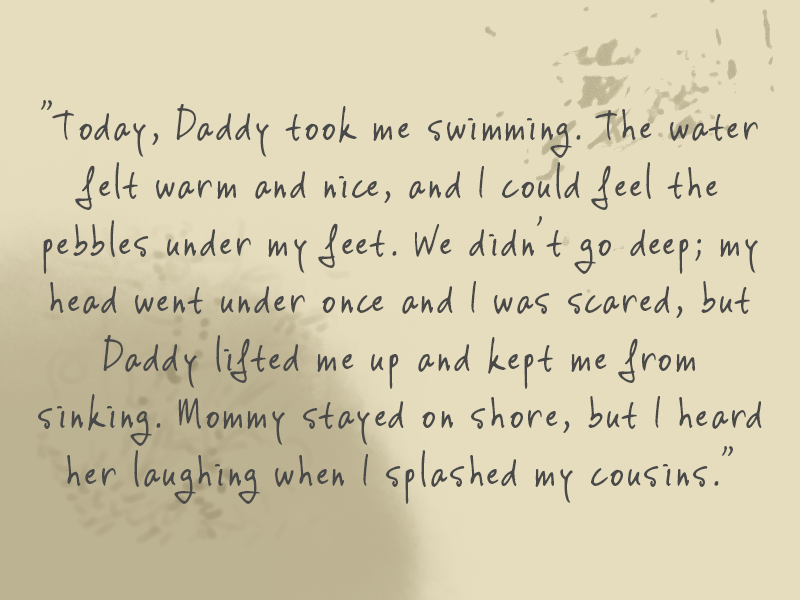 ”Today, Daddy took me swimming. The water
felt warm and nice, and I could feel the
pebbles under my feet. We didn't go deep; my
head went under once and I was scared, but
Daddy lifted me up and kept me from
sinking. Mommy stayed on shore, but I heard
her laughing when I splashed my cousins.”